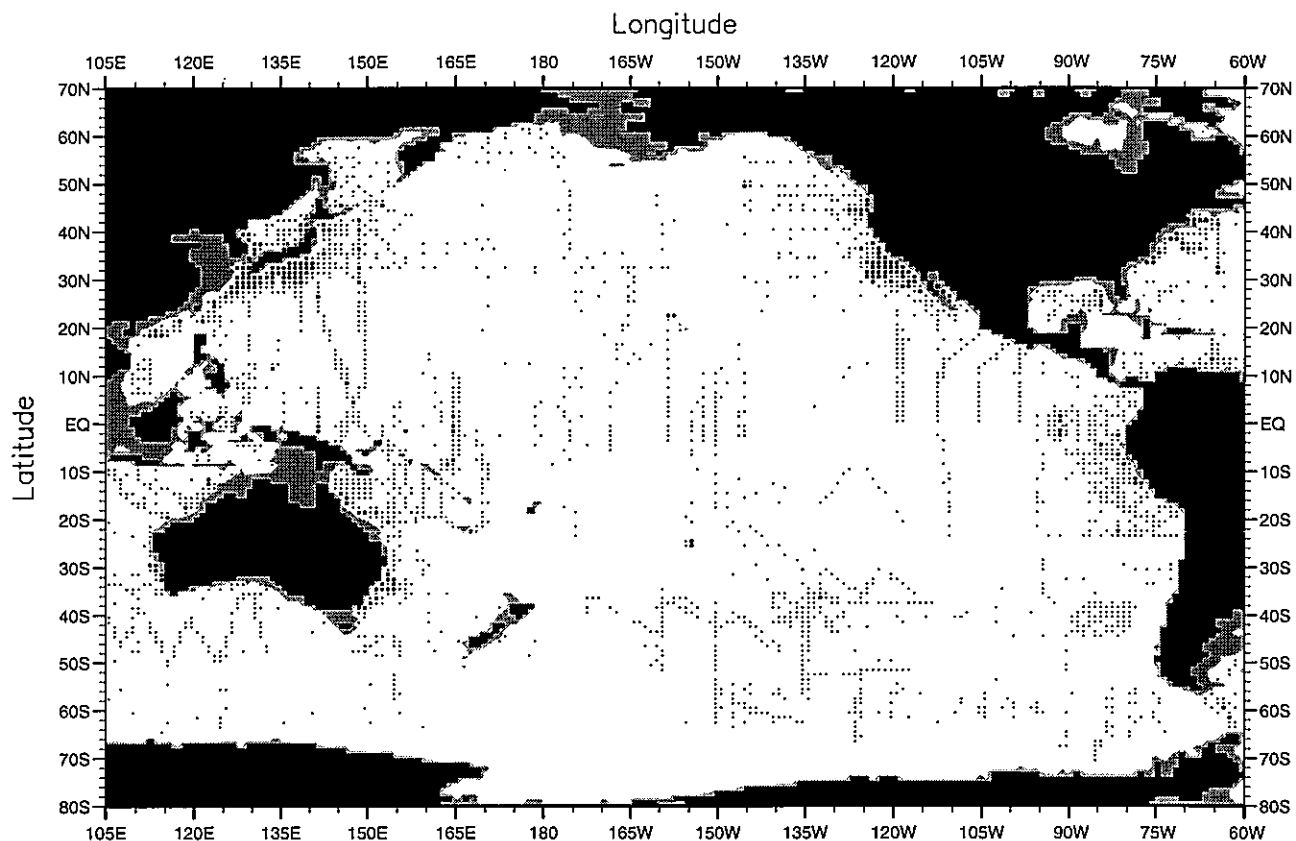 Longitude
105E 120E 135E 150E 165E 180 165W 150W 135W 120W 105W 90W 75W 60W
70N 70N
60N 60N
50N 50N
40N 40N
30N 30N
20N 20N
10N 10N
Latitude
EQ EQ
10S 10S
20S 20S
30S 30S
40S 40S
50S 50S
60S 60S
70S 70S
80S 80S
105E 120E 135E 150E 165E 180 165W 150W 135W 120W 105W 90W 75W 60W